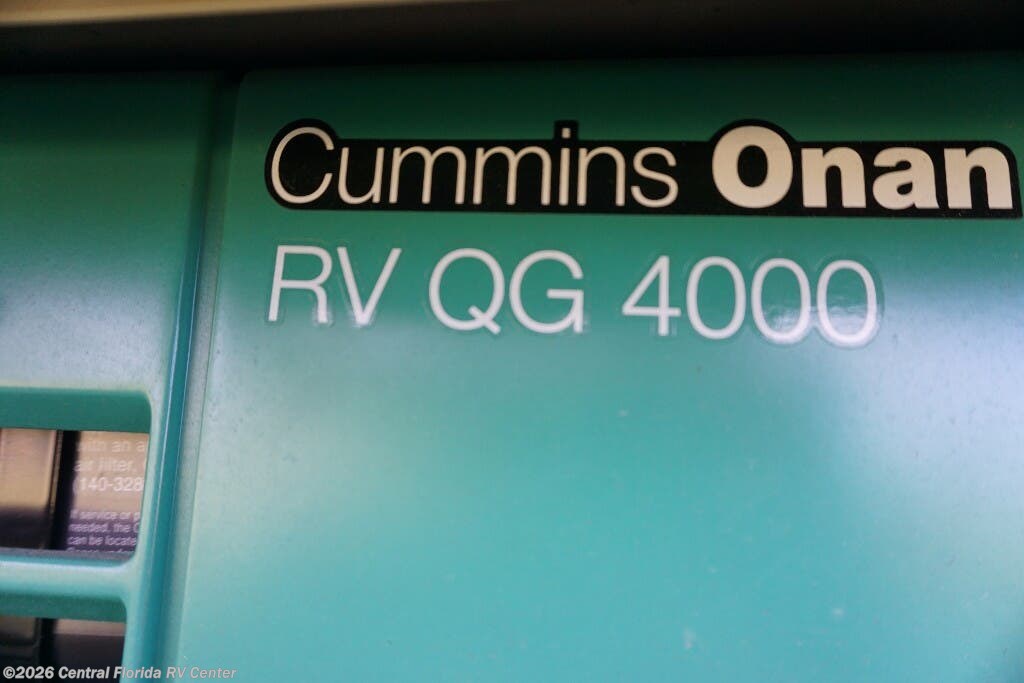 Cummins Onan
RV QG 4000
with an a
air filter,
(140-328
If service or p
needed, the
can be locate
©2026 Central Florida RV Center